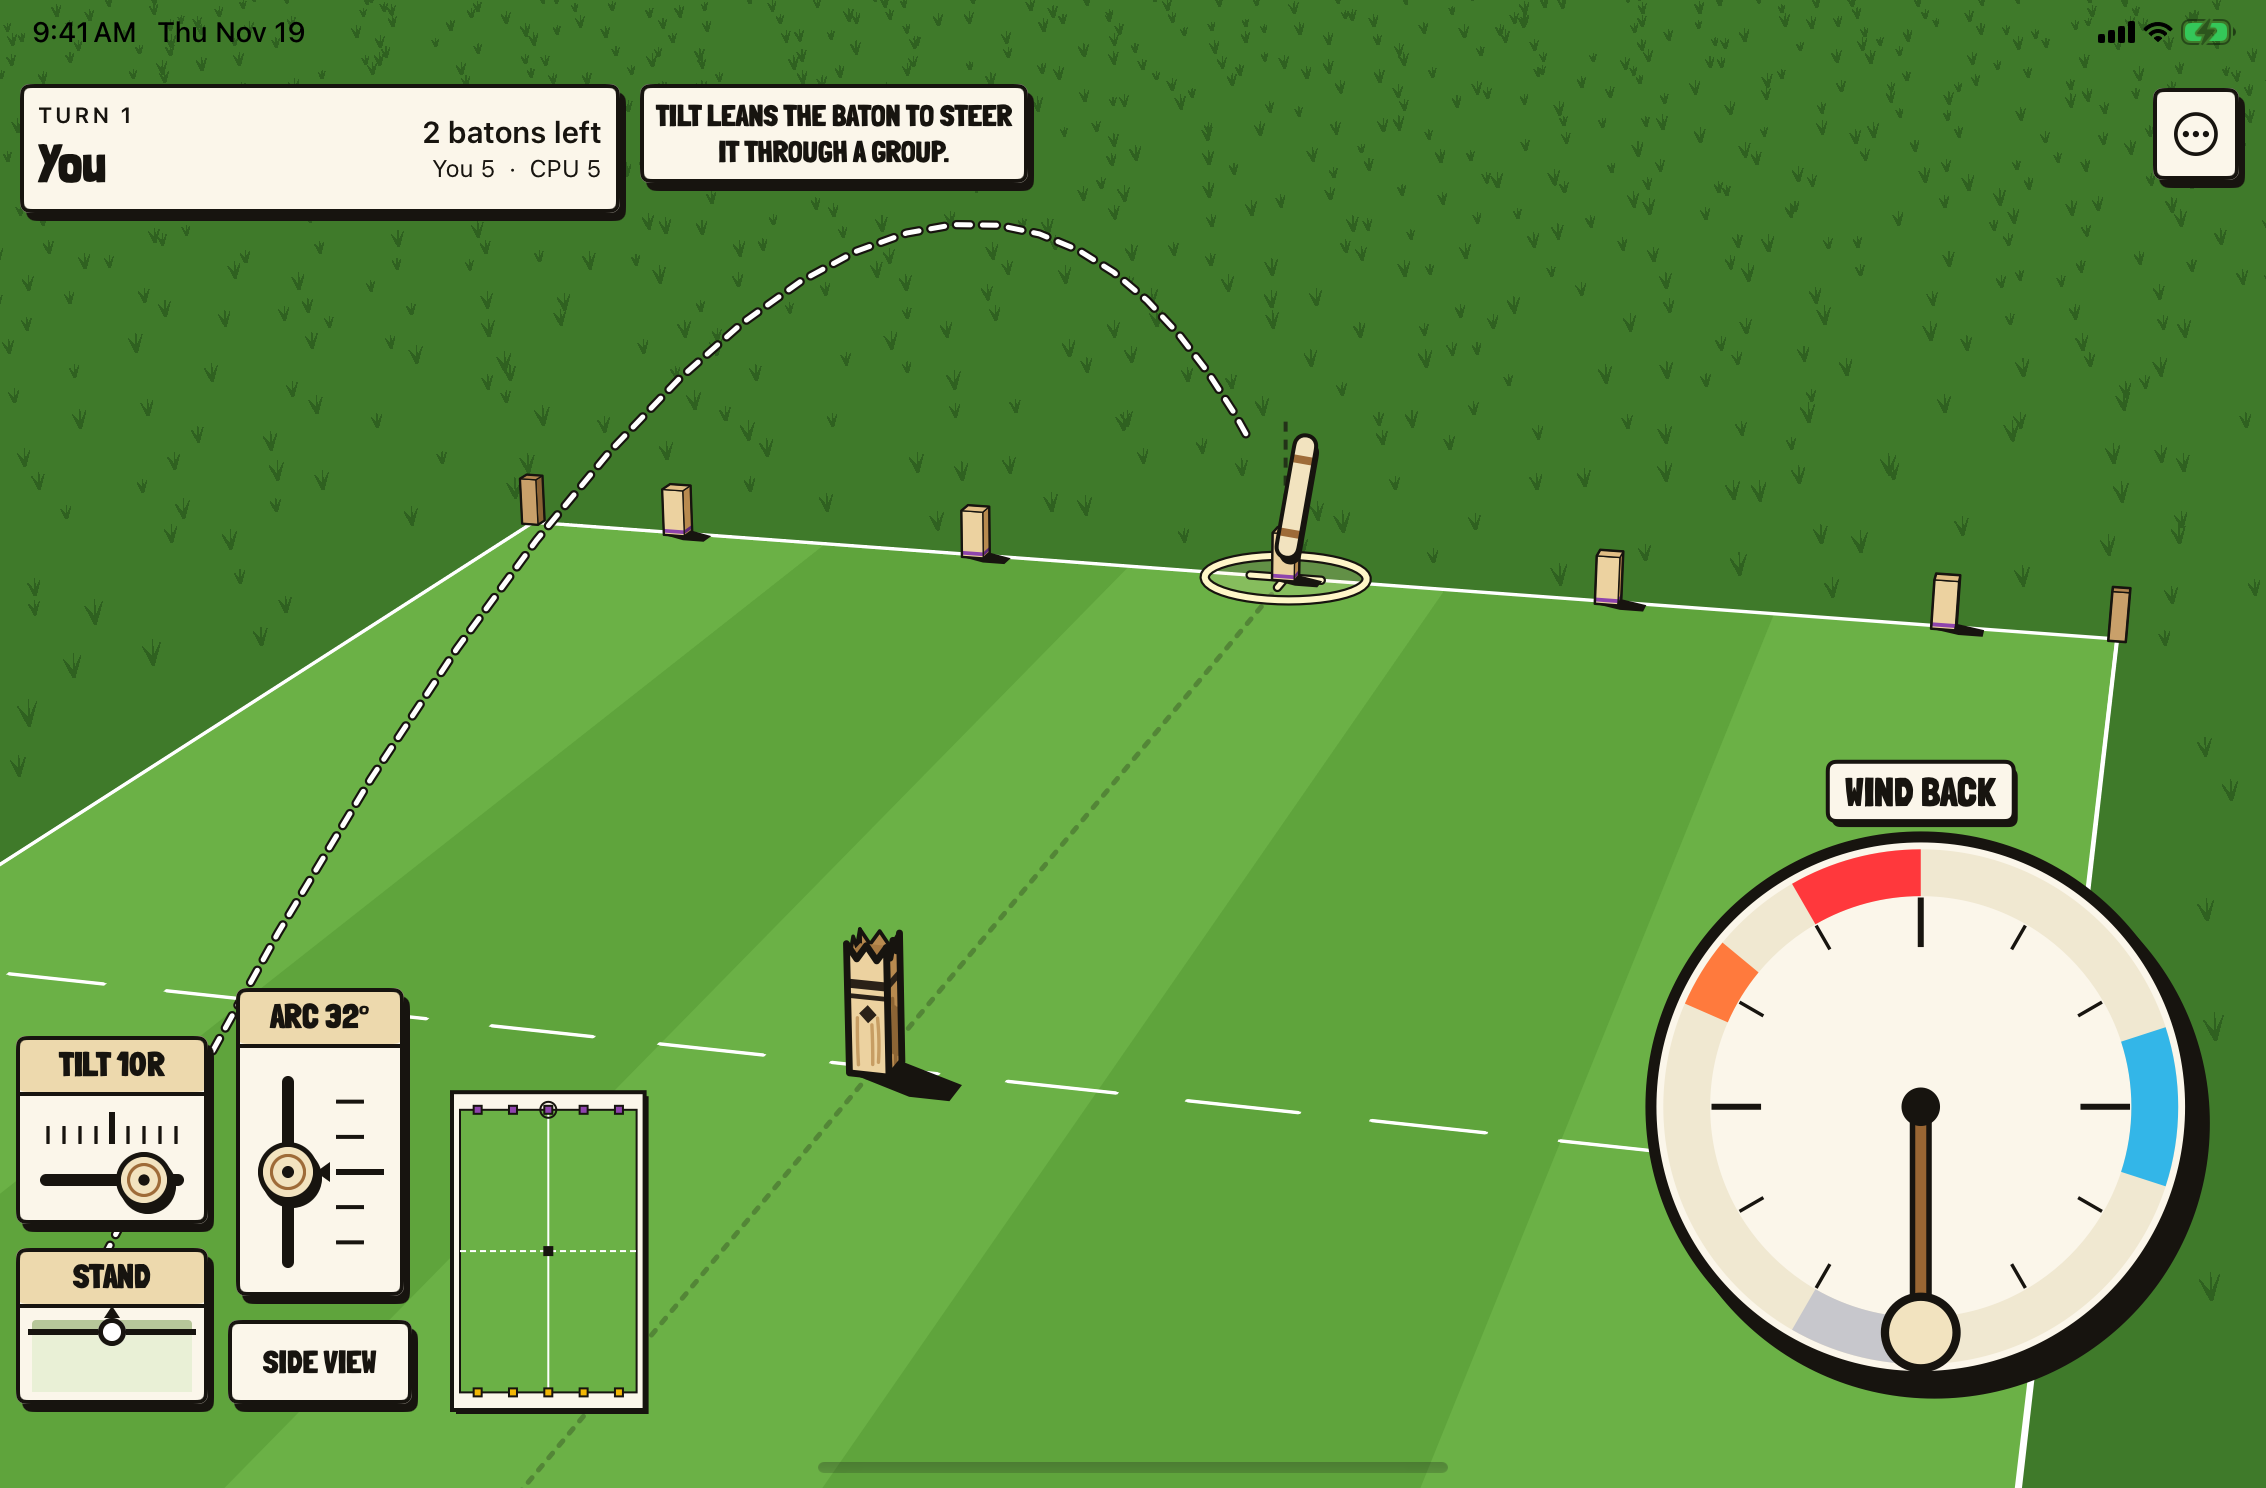 9:41 AM Thu Nov 19
TURN 1
You
2 batons left
You 5 · CPU 5
TILT LEANS THE BATON TO STEER
IT THROUGH A GROUP.
WIND BACK
ARC 32°
TILT 10R
STAND
SIDE VIEW